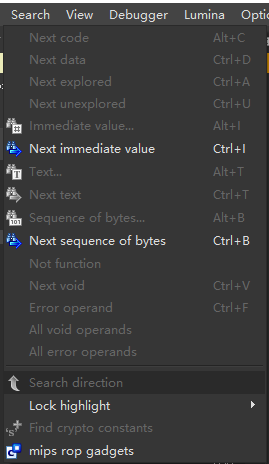 Search View Debugger Lumina Opti
Next code Alt+C
Next data Ctrl+D
Next explored Ctrl+A
Next unexplored Ctrl+U
Immediate value... Alt+I
Next immediate value Ctrl+I
Text... Alt+T
Next text Ctrl+T
Sequence of bytes... Alt+B
Next sequence of bytes Ctrl+B
Not function
Next void Ctrl+V
Error operand Ctrl+F
All void operands
All error operands
Search direction
Lock highlight
Find crypto constants
mips rop gadgets